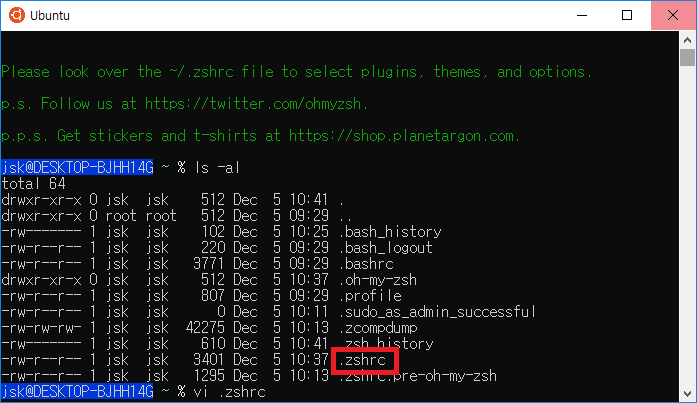 Ubuntu
Please look over the ~/.zshrc file to select plugins, themes, and options.
p.s. Follow us at https://twitter.com/ohmyzsh.
p.p.s. Get stickers and t-shirts at https://shop.planetargon.com.
jsk@DESKTOP-BJHH14G ~ % ls -al
total 64
drwxr-xr-x 0 jsk  jsk    512 Dec  5 10:41 .
drwxr-xr-x 0 root root   512 Dec  5 09:29 ..
-rw------- 1 jsk  jsk    102 Dec  5 10:25 .bash_history
-rw-r--r-- 1 jsk  jsk    220 Dec  5 09:29 .bash_logout
-rw-r--r-- 1 jsk  jsk   3771 Dec  5 09:29 .bashrc
drwxr-xr-x 0 jsk  jsk    512 Dec  5 10:37 .oh-my-zsh
-rw-r--r-- 1 jsk  jsk    807 Dec  5 09:29 .profile
-rw-r--r-- 1 jsk  jsk      0 Dec  5 10:11 .sudo_as_admin_successful
-rw-rw-rw- 1 jsk  jsk  42275 Dec  5 10:13 .zcompdump
-rw------- 1 jsk  jsk    610 Dec  5 10:41 .zsh_history
-rw-r--r-- 1 jsk  jsk   3401 Dec  5 10:37 .zshrc
-rw-r--r-- 1 jsk  jsk   1295 Dec  5 10:13 .zshrc.pre-oh-my-zsh
jsk@DESKTOP-BJHH14G ~ % vi .zshrc